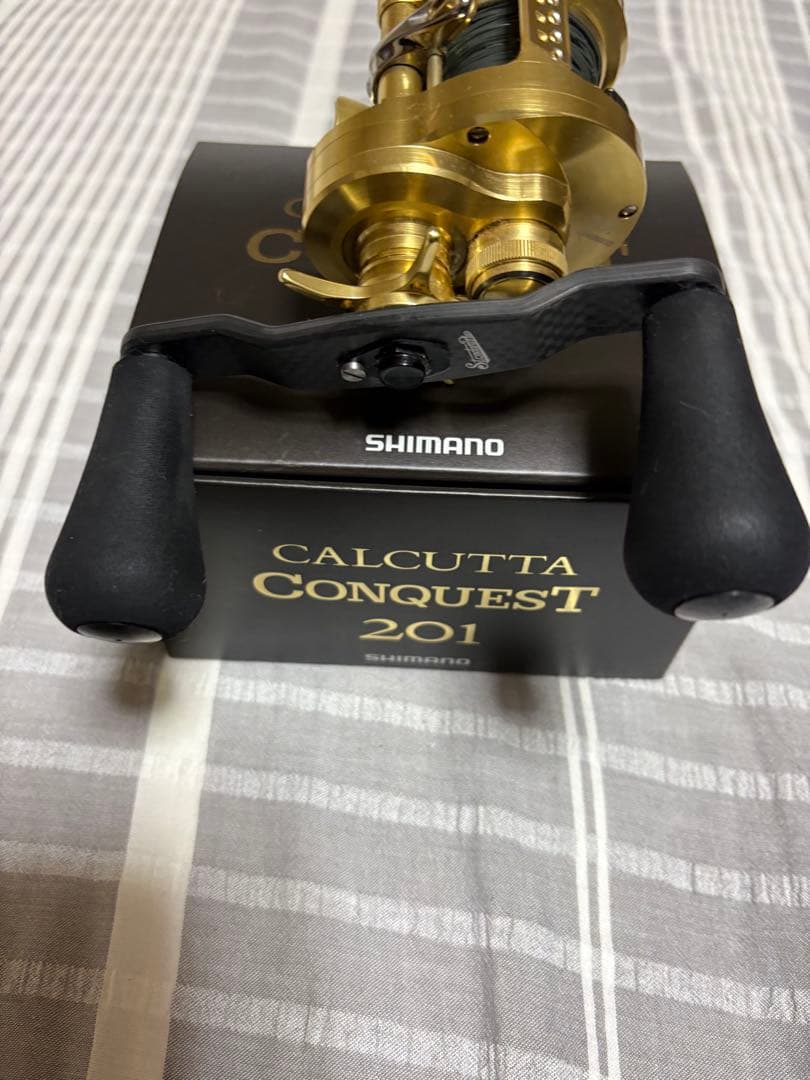 SHIMANO
CALCUTTA
CONQUEST
201
SHIMANO